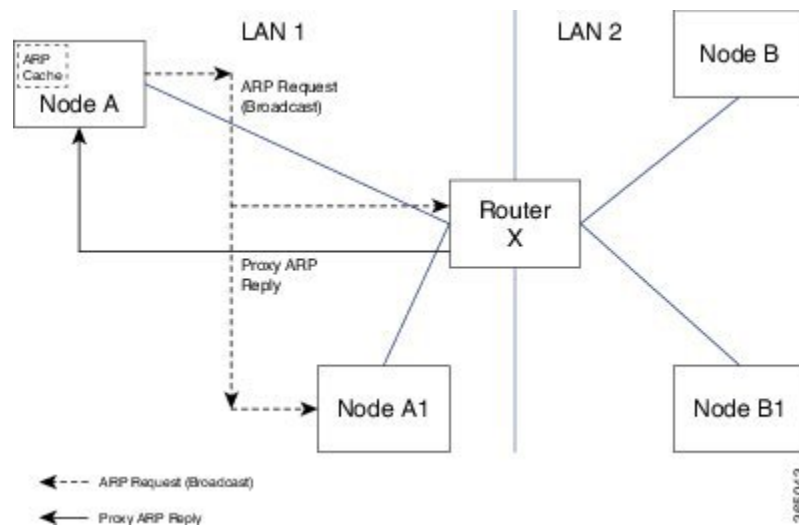 LAN 1
LAN 2
ARP
Cache
Node A
ARP Request
(Broadcast)
Node B
Router
X
Proxy ARP
Reply
Node A1
Node B1
ARP Request (Broadcast)
Proxy ARP Reply